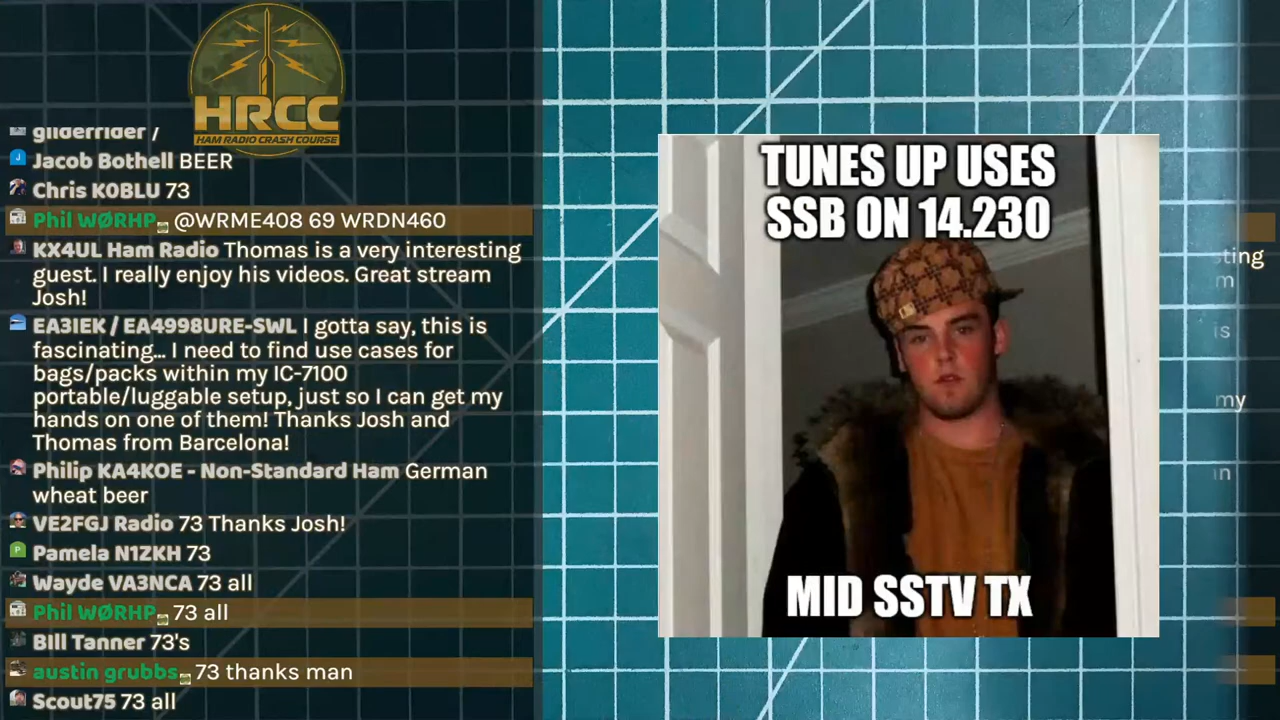 HRCC
HAM RADIO CRASH COURSE
gliderrider /
Jacob Bothell BEER
Chris K0BLU 73
Phil WØRHP @WRME408 69 WRDN460
KX4UL Ham Radio Thomas is a very interesting
guest. I really enjoy his videos. Great stream
Josh!
EA3IEK / EA4998URE-SWL I gotta say, this is
fascinating... I need to find use cases for
bags/packs within my IC-7100
portable/luggable setup, just so I can get my
hands on one of them! Thanks Josh and
Thomas from Barcelona!
Philip KA4KOE - Non-Standard Ham German
wheat beer
VE2FGJ Radio 73 Thanks Josh!
Pamela N1ZKH 73
Wayde VA3NCA 73 all
Phil WØRHP 73 all
BIll Tanner 73's
austin grubbs 73 thanks man
Scout75 73 all
TUNES UP USES
SSB ON 14.230
MID SSTV TX
sting
m
is
my
in